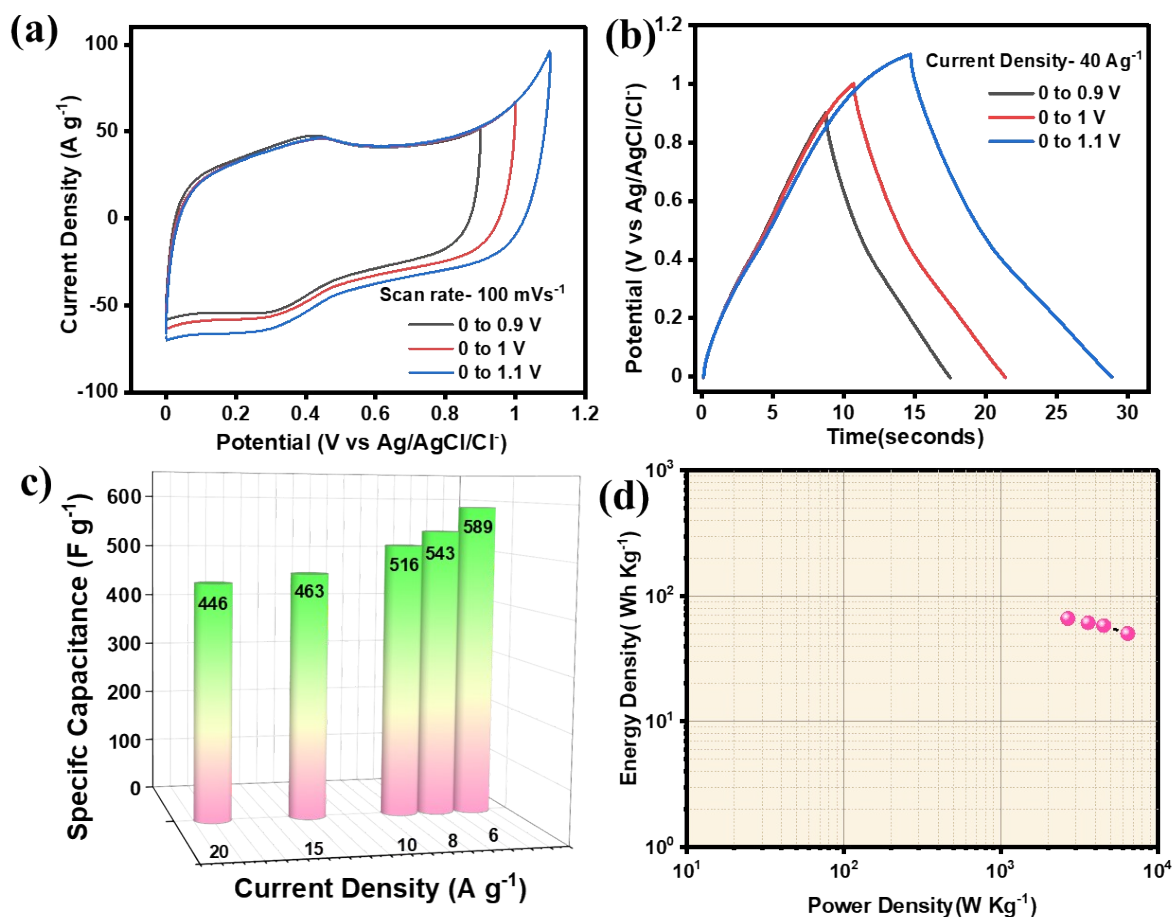 (a)
100
50
0
-50
-100
Current Density (A g⁻¹)
Scan rate- 100 mVs⁻¹
0 to 0.9 V
0 to 1 V
0 to 1.1 V
0 0.2 0.4 0.6 0.8 1 1.2
Potential (V vs Ag/AgCl/Cl⁻)
(b)
1.2
1
0.8
0.6
0.4
0.2
0
Potential (V vs Ag/AgCl/Cl⁻)
Current Density- 40 Ag⁻¹
0 to 0.9 V
0 to 1 V
0 to 1.1 V
0 5 10 15 20 25 30
Time(seconds)
c)
600
500
400
300
200
100
0
Specifc Capacitance (F g⁻¹)
446 463 516 543 589
20 15 10 8 6
Current Density (A g⁻¹)
(d)
10³
10²
10¹
10⁰
Energy Density( Wh Kg⁻¹)
10¹ 10² 10³ 10⁴
Power Density(W Kg⁻¹)